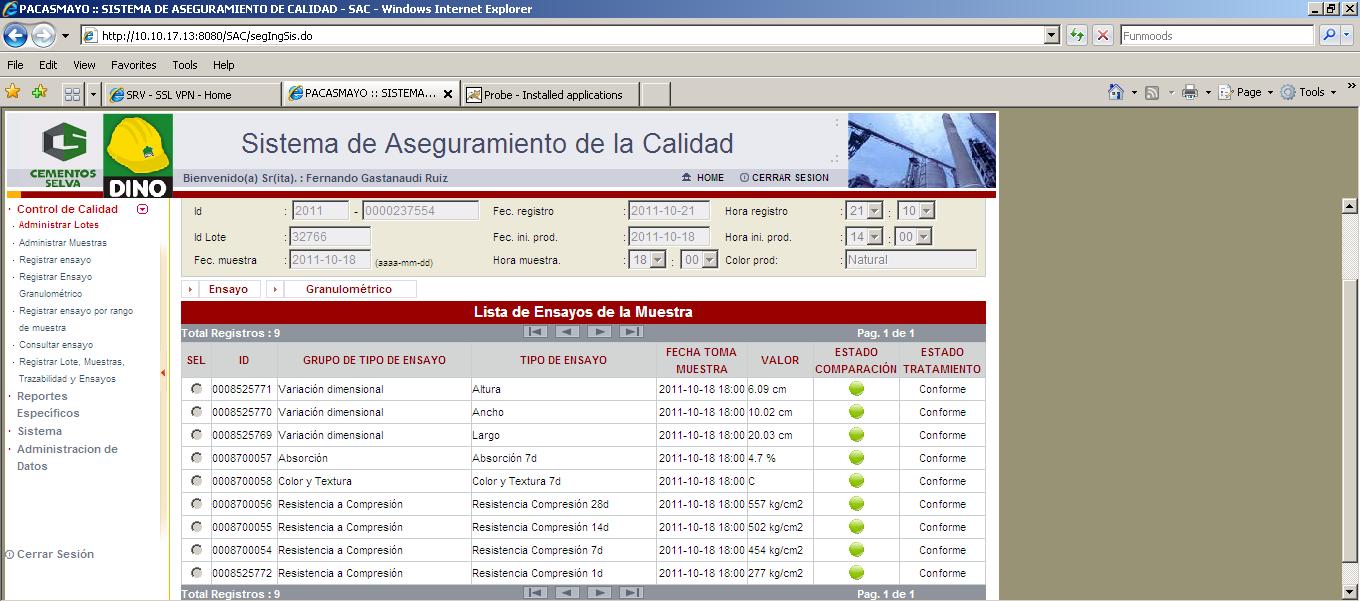 PACASMAYO :: SISTEMA DE ASEGURAMIENTO DE CALIDAD - SAC - Windows Internet Explorer
http://10.10.17.13:8080/SAC/segIngSis.do Funmoods
File Edit View Favorites Tools Help
SRV - SSL VPN - Home PACASMAYO :: SISTEMA... Probe - Installed applications Page Tools
CEMENTOS
SELVA
DINO
Sistema de Aseguramiento de la Calidad
Bienvenido(a) Sr(ita). : Fernando Gastanaudi Ruiz HOME CERRAR SESION
Control de Calidad
Administrar Lotes
Administrar Muestras
Registrar ensayo
Registrar Ensayo
Granulométrico
Registrar ensayo por rango
de muestra
Consultar ensayo
Registrar Lote, Muestras,
Trazabilidad y Ensayos
Reportes
Específicos
Sistema
Administracion de
Datos
Cerrar Sesión
Id : 2011 - 0000237554 Fec. registro : 2011-10-21 Hora registro : 21 : 10
Id Lote : 32766 Fec. ini. prod. : 2011-10-18 Hora ini. prod. : 14 : 00
Fec. muestra : 2011-10-18 (aaaa-mm-dd) Hora muestra. : 18 : 00 Color prod: : Natural
Ensayo Granulométrico
Lista de Ensayos de la Muestra
Total Registros : 9 Pag. 1 de 1
SEL ID GRUPO DE TIPO DE ENSAYO TIPO DE ENSAYO FECHA TOMA MUESTRA VALOR ESTADO COMPARACIÓN ESTADO TRATAMIENTO
0008525771 Variación dimensional Altura 2011-10-18 18:00 6.09 cm Conforme
0008525770 Variación dimensional Ancho 2011-10-18 18:00 10.02 cm Conforme
0008525769 Variación dimensional Largo 2011-10-18 18:00 20.03 cm Conforme
0008700057 Absorción Absorción 7d 2011-10-18 18:00 4.7 % Conforme
0008700058 Color y Textura Color y Textura 7d 2011-10-18 18:00 C Conforme
0008700056 Resistencia a Compresión Resistencia Compresión 28d 2011-10-18 18:00 557 kg/cm2 Conforme
0008700055 Resistencia a Compresión Resistencia Compresión 14d 2011-10-18 18:00 502 kg/cm2 Conforme
0008700054 Resistencia a Compresión Resistencia Compresión 7d 2011-10-18 18:00 454 kg/cm2 Conforme
0008525772 Resistencia a Compresión Resistencia Compresión 1d 2011-10-18 18:00 277 kg/cm2 Conforme
Total Registros : 9 Pag. 1 de 1